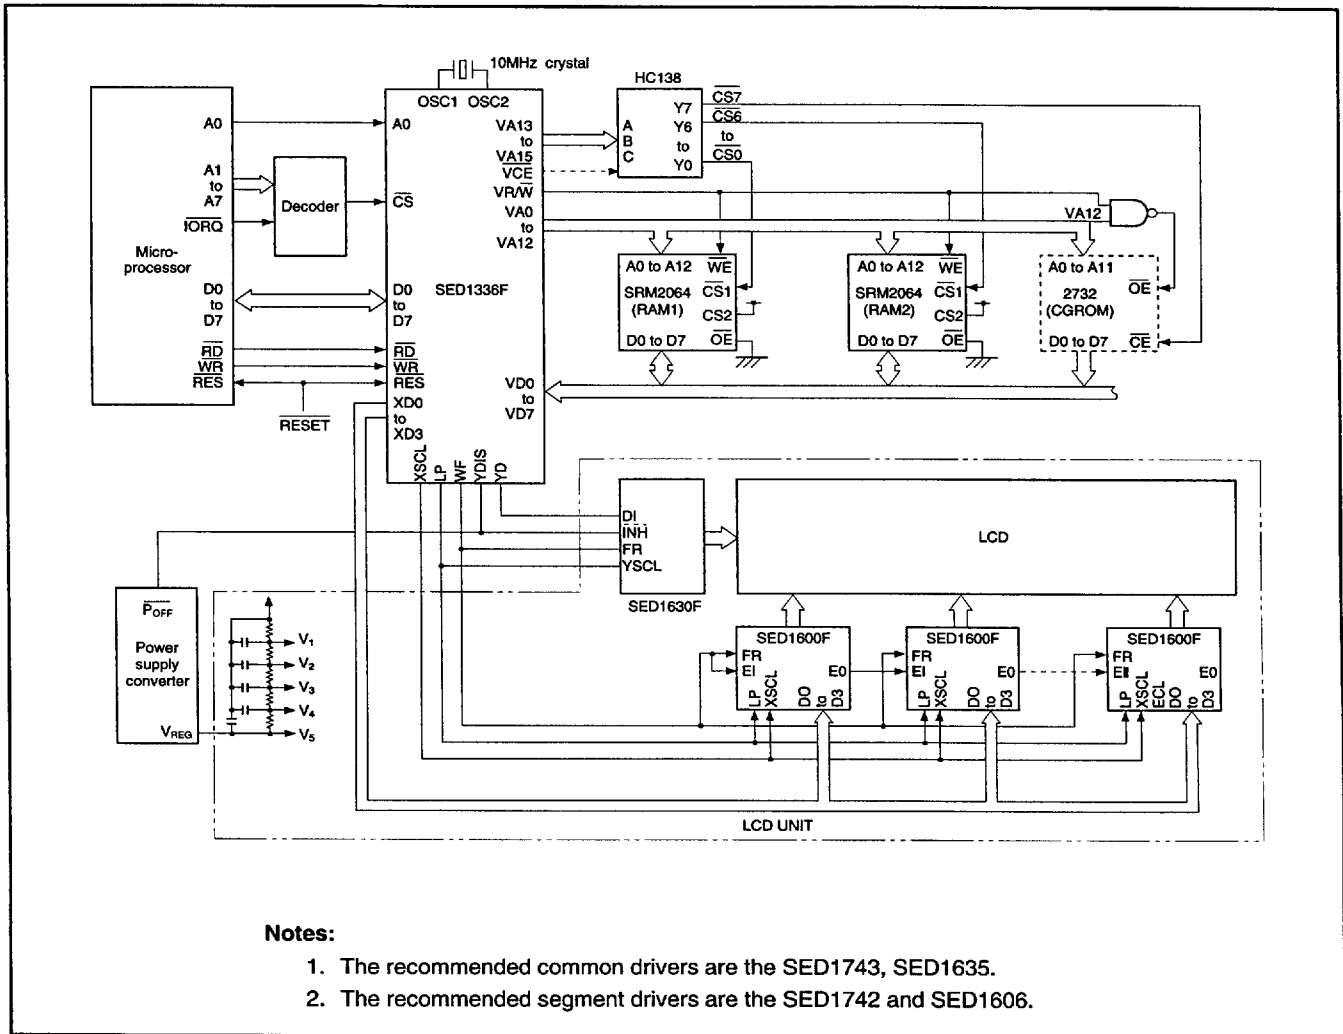 10MHz crystal
OSC1 OSC2
HC138
A0
A1
to
A7
IORQ
Micro-
processor
D0
to
D7
RD
WR
RES
RESET
Decoder
A0
CS
SED1336F
D0
to
D7
RD
WR
RES
XD0
to
XD3
XSCL
LP
WF
YDIS
YD
VA13
to
VA15
VCE
VR/W
VA0
to
VA12
VD0
to
VD7
A
B
C
Y7
Y6
to
Y0
CS7
CS6
to
CS0
VA12
A0 to A12
WE
SRM2064
(RAM1)
CS1
CS2
D0 to D7
OE
A0 to A12
WE
SRM2064
(RAM2)
CS1
CS2
D0 to D7
OE
A0 to A11
2732
(CGROM)
OE
D0 to D7
CE
DI
INH
FR
YSCL
SED1630F
LCD
POFF
Power
supply
converter
VREG
V1
V2
V3
V4
V5
SED1600F
FR
EI
E0
LP
XSCL
DO
to
D3
SED1600F
FR
EI
E0
LP
XSCL
DO
to
D3
SED1600F
FR
E0
LP
XSCL
ECL
DO
to
D3
LCD UNIT
Notes:
1. The recommended common drivers are the SED1743, SED1635.
2. The recommended segment drivers are the SED1742 and SED1606.